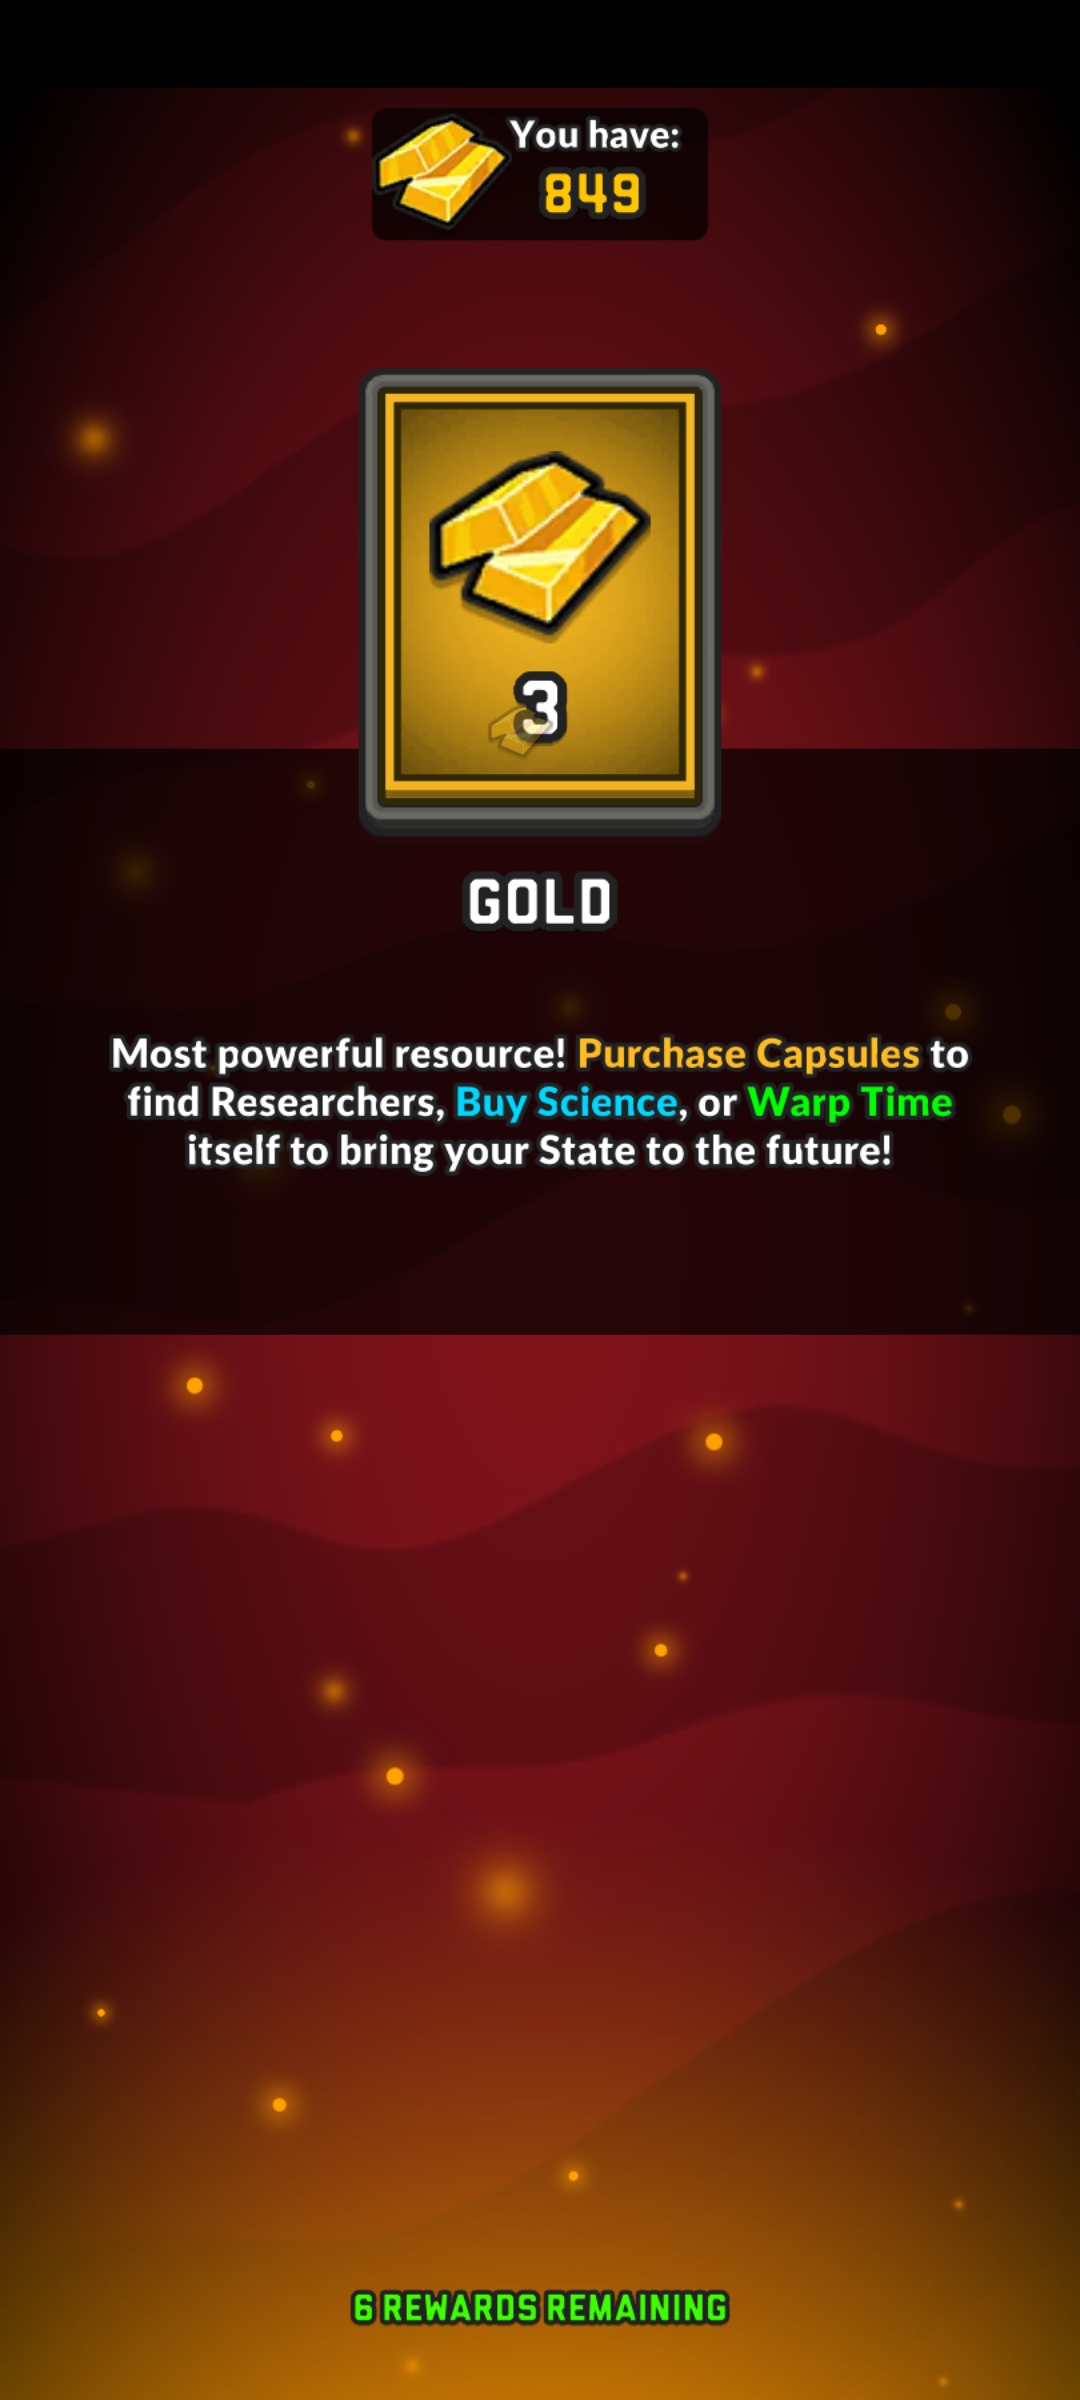 You have:
849
3
GOLD
Most powerful resource! Purchase Capsules to
find Researchers, Buy Science, or Warp Time
itself to bring your State to the future!
6 REWARDS REMAINING